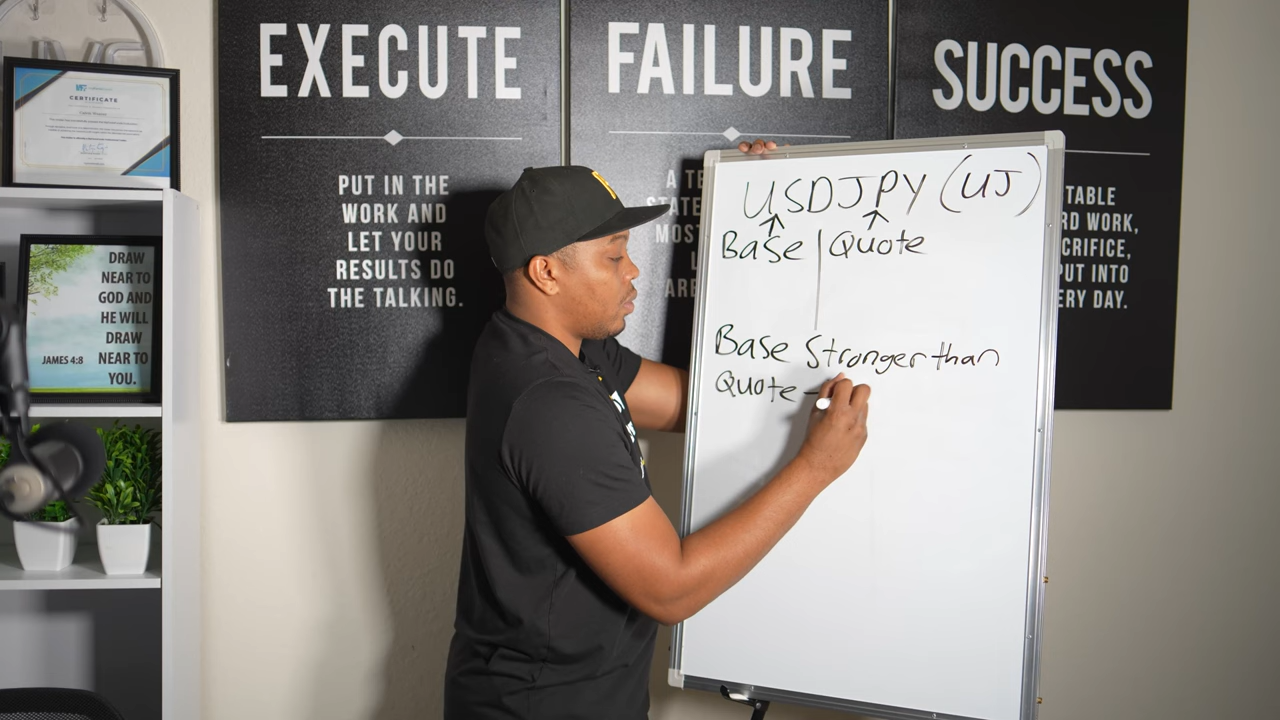 CERTIFICATE
DRAW
NEAR TO
GOD AND
HE WILL
DRAW
NEAR TO
YOU.
JAMES 4:8
EXECUTE
PUT IN THE
WORK AND
LET YOUR
RESULTS DO
THE TALKING.
FAILURE
SUCCESS
USDJPY (UJ)
Base | Quote
Base Stronger than
Quote -